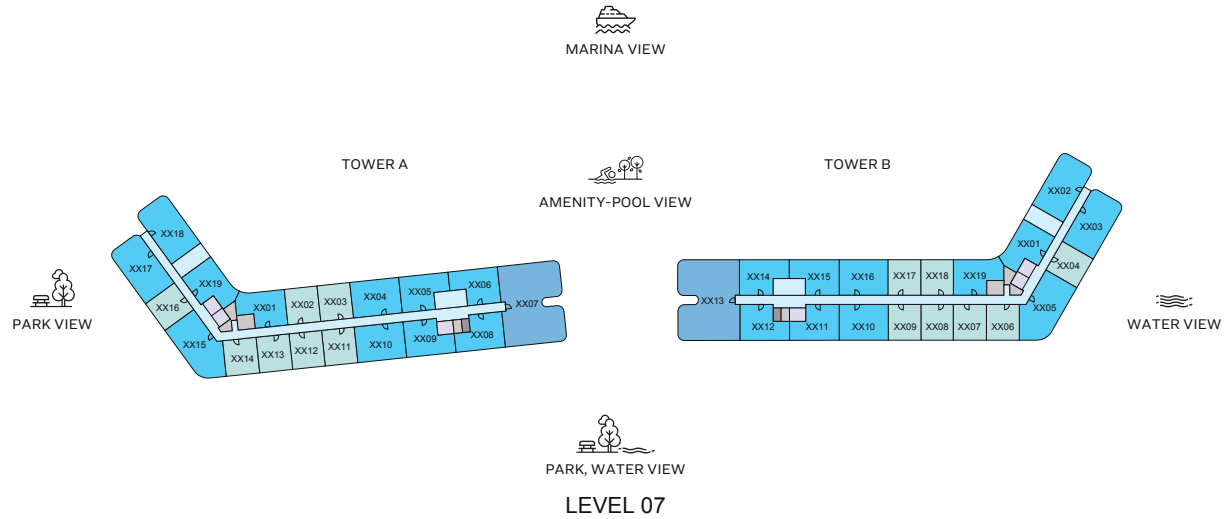 MARINA VIEW
TOWER A
TOWER B
AMENITY-POOL VIEW
PARK VIEW
WATER VIEW
XX18
XX17
XX19
XX16
XX15
XX01
XX02
XX03
XX04
XX05
XX06
XX07
XX14
XX13
XX12
XX11
XX10
XX09
XX08
XX02
XX03
XX01
XX04
XX05
XX14
XX15
XX16
XX17
XX18
XX19
XX13
XX12
XX11
XX10
XX09
XX08
XX07
XX06
PARK, WATER VIEW
LEVEL 07